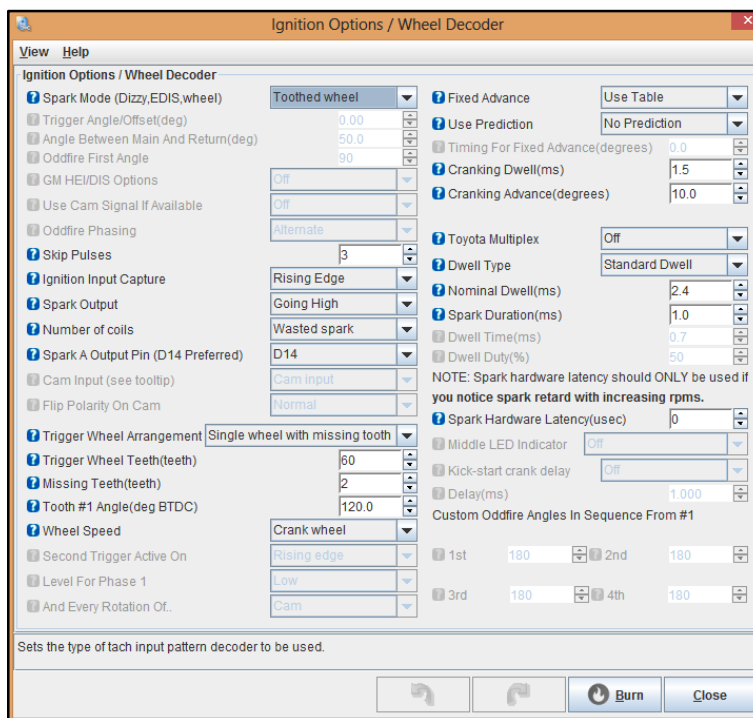 Ignition Options / Wheel Decoder
View Help
Ignition Options / Wheel Decoder
Spark Mode (Dizzy,EDIS,wheel) Toothed wheel
Trigger Angle/Offset(deg) 0.00
Angle Between Main And Return(deg) 50.0
Oddfire First Angle 90
GM HEI/DIS Options Off
Use Cam Signal If Available Off
Oddfire Phasing Alternate
Skip Pulses 3
Ignition Input Capture Rising Edge
Spark Output Going High
Number of coils Wasted spark
Spark A Output Pin (D14 Preferred) D14
Cam Input (see tooltip) Cam input
Flip Polarity On Cam Normal
Trigger Wheel Arrangement Single wheel with missing tooth
Trigger Wheel Teeth(teeth) 60
Missing Teeth(teeth) 2
Tooth #1 Angle(deg BTDC) 120.0
Wheel Speed Crank wheel
Second Trigger Active On Rising edge
Level For Phase 1 Low
And Every Rotation Of.. Cam
Fixed Advance Use Table
Use Prediction No Prediction
Timing For Fixed Advance(degrees) 0.0
Cranking Dwell(ms) 1.5
Cranking Advance(degrees) 10.0
Toyota Multiplex Off
Dwell Type Standard Dwell
Nominal Dwell(ms) 2.4
Spark Duration(ms) 1.0
Dwell Time(ms) 0.7
Dwell Duty(%) 50
NOTE: Spark hardware latency should ONLY be used if
you notice spark retard with increasing rpms.
Spark Hardware Latency(usec) 0
Middle LED Indicator Off
Kick-start crank delay Off
Delay(ms) 1.000
Custom Oddfire Angles In Sequence From #1
1st 180 2nd 180
3rd 180 4th 180
Sets the type of tach input pattern decoder to be used.
Burn Close